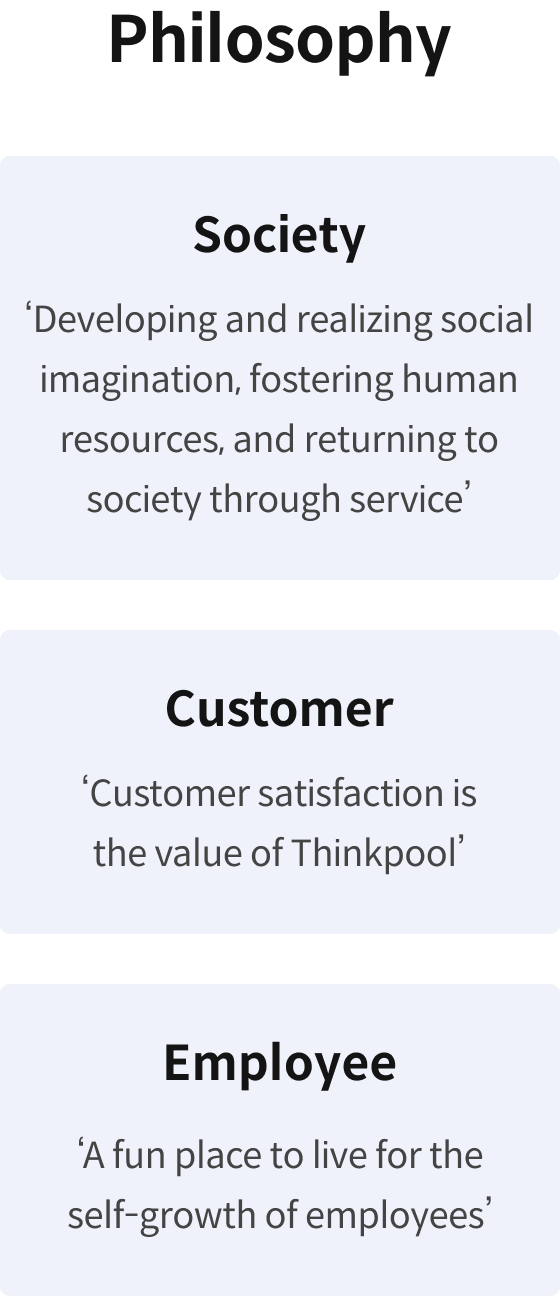 Philosophy
Society
‘Developing and realizing social
imagination, fostering human
resources, and returning to
society through service’
Customer
‘Customer satisfaction is
the value of Thinkpool’
Employee
‘A fun place to live for the
self-growth of employees’